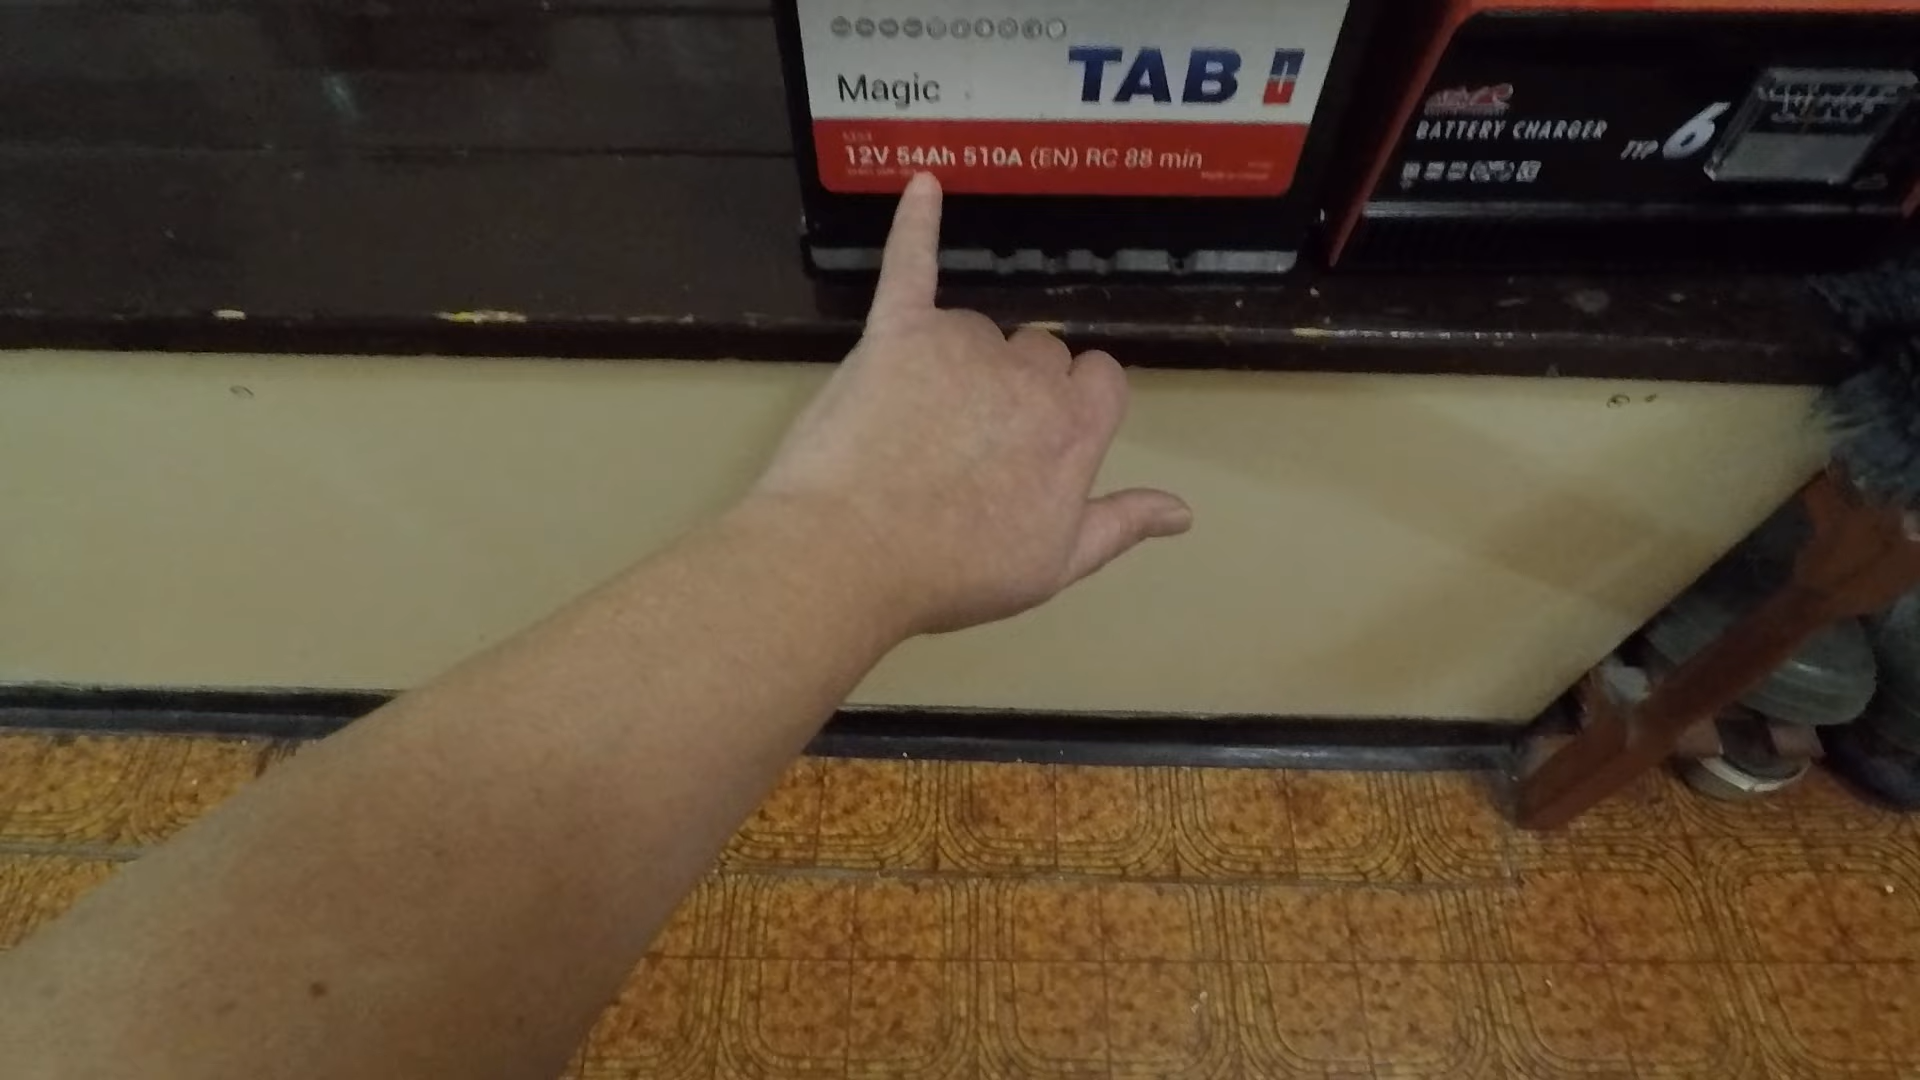 TAB
Magic
12V 54Ah 510A (EN) RC 88 min
BATTERY CHARGER
TYP 6